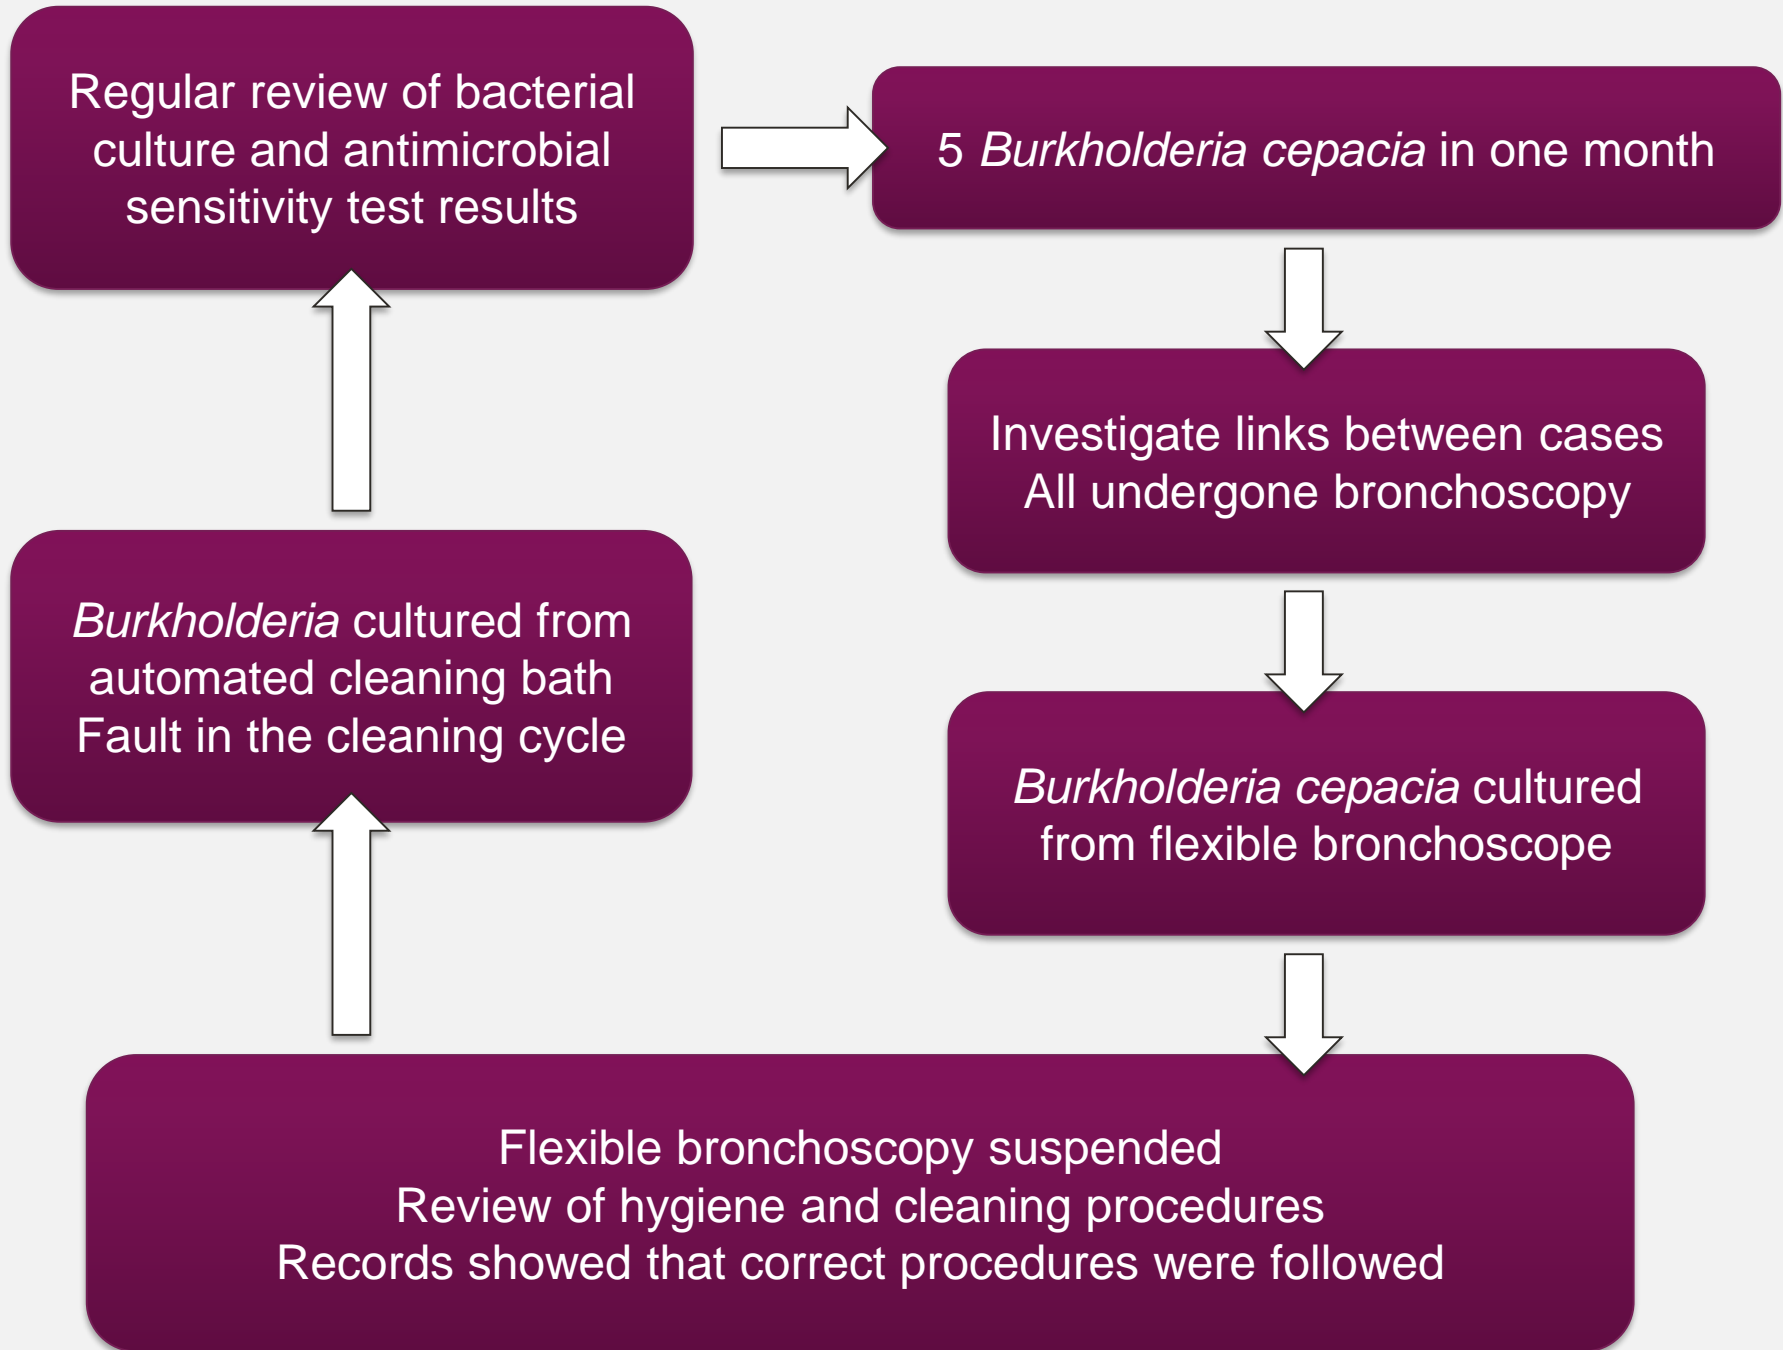 Regular review of bacterial
culture and antimicrobial
sensitivity test results
5 Burkholderia cepacia in one month
Investigate links between cases
All undergone bronchoscopy
Burkholderia cepacia cultured
from flexible bronchoscope
Flexible bronchoscopy suspended
Review of hygiene and cleaning procedures
Records showed that correct procedures were followed
Burkholderia cultured from
automated cleaning bath
Fault in the cleaning cycle